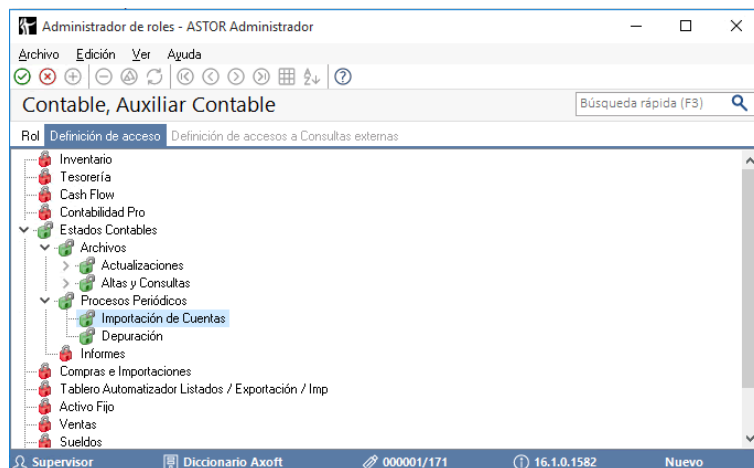 Administrador de roles - ASTOR Administrador
Archivo Edición Ver Ayuda
Contable, Auxiliar Contable
Búsqueda rápida (F3)
Rol Definición de acceso Definición de accesos a Consultas externas
Inventario
Tesorería
Cash Flow
Contabilidad Pro
Estados Contables
Archivos
Actualizaciones
Altas y Consultas
Procesos Periódicos
Importación de Cuentas
Depuración
Informes
Compras e Importaciones
Tablero Automatizador Listados / Exportación / Imp
Activo Fijo
Ventas
Sueldos
Supervisor Diccionario Axoft 000001/171 16.1.0.1582 Nuevo